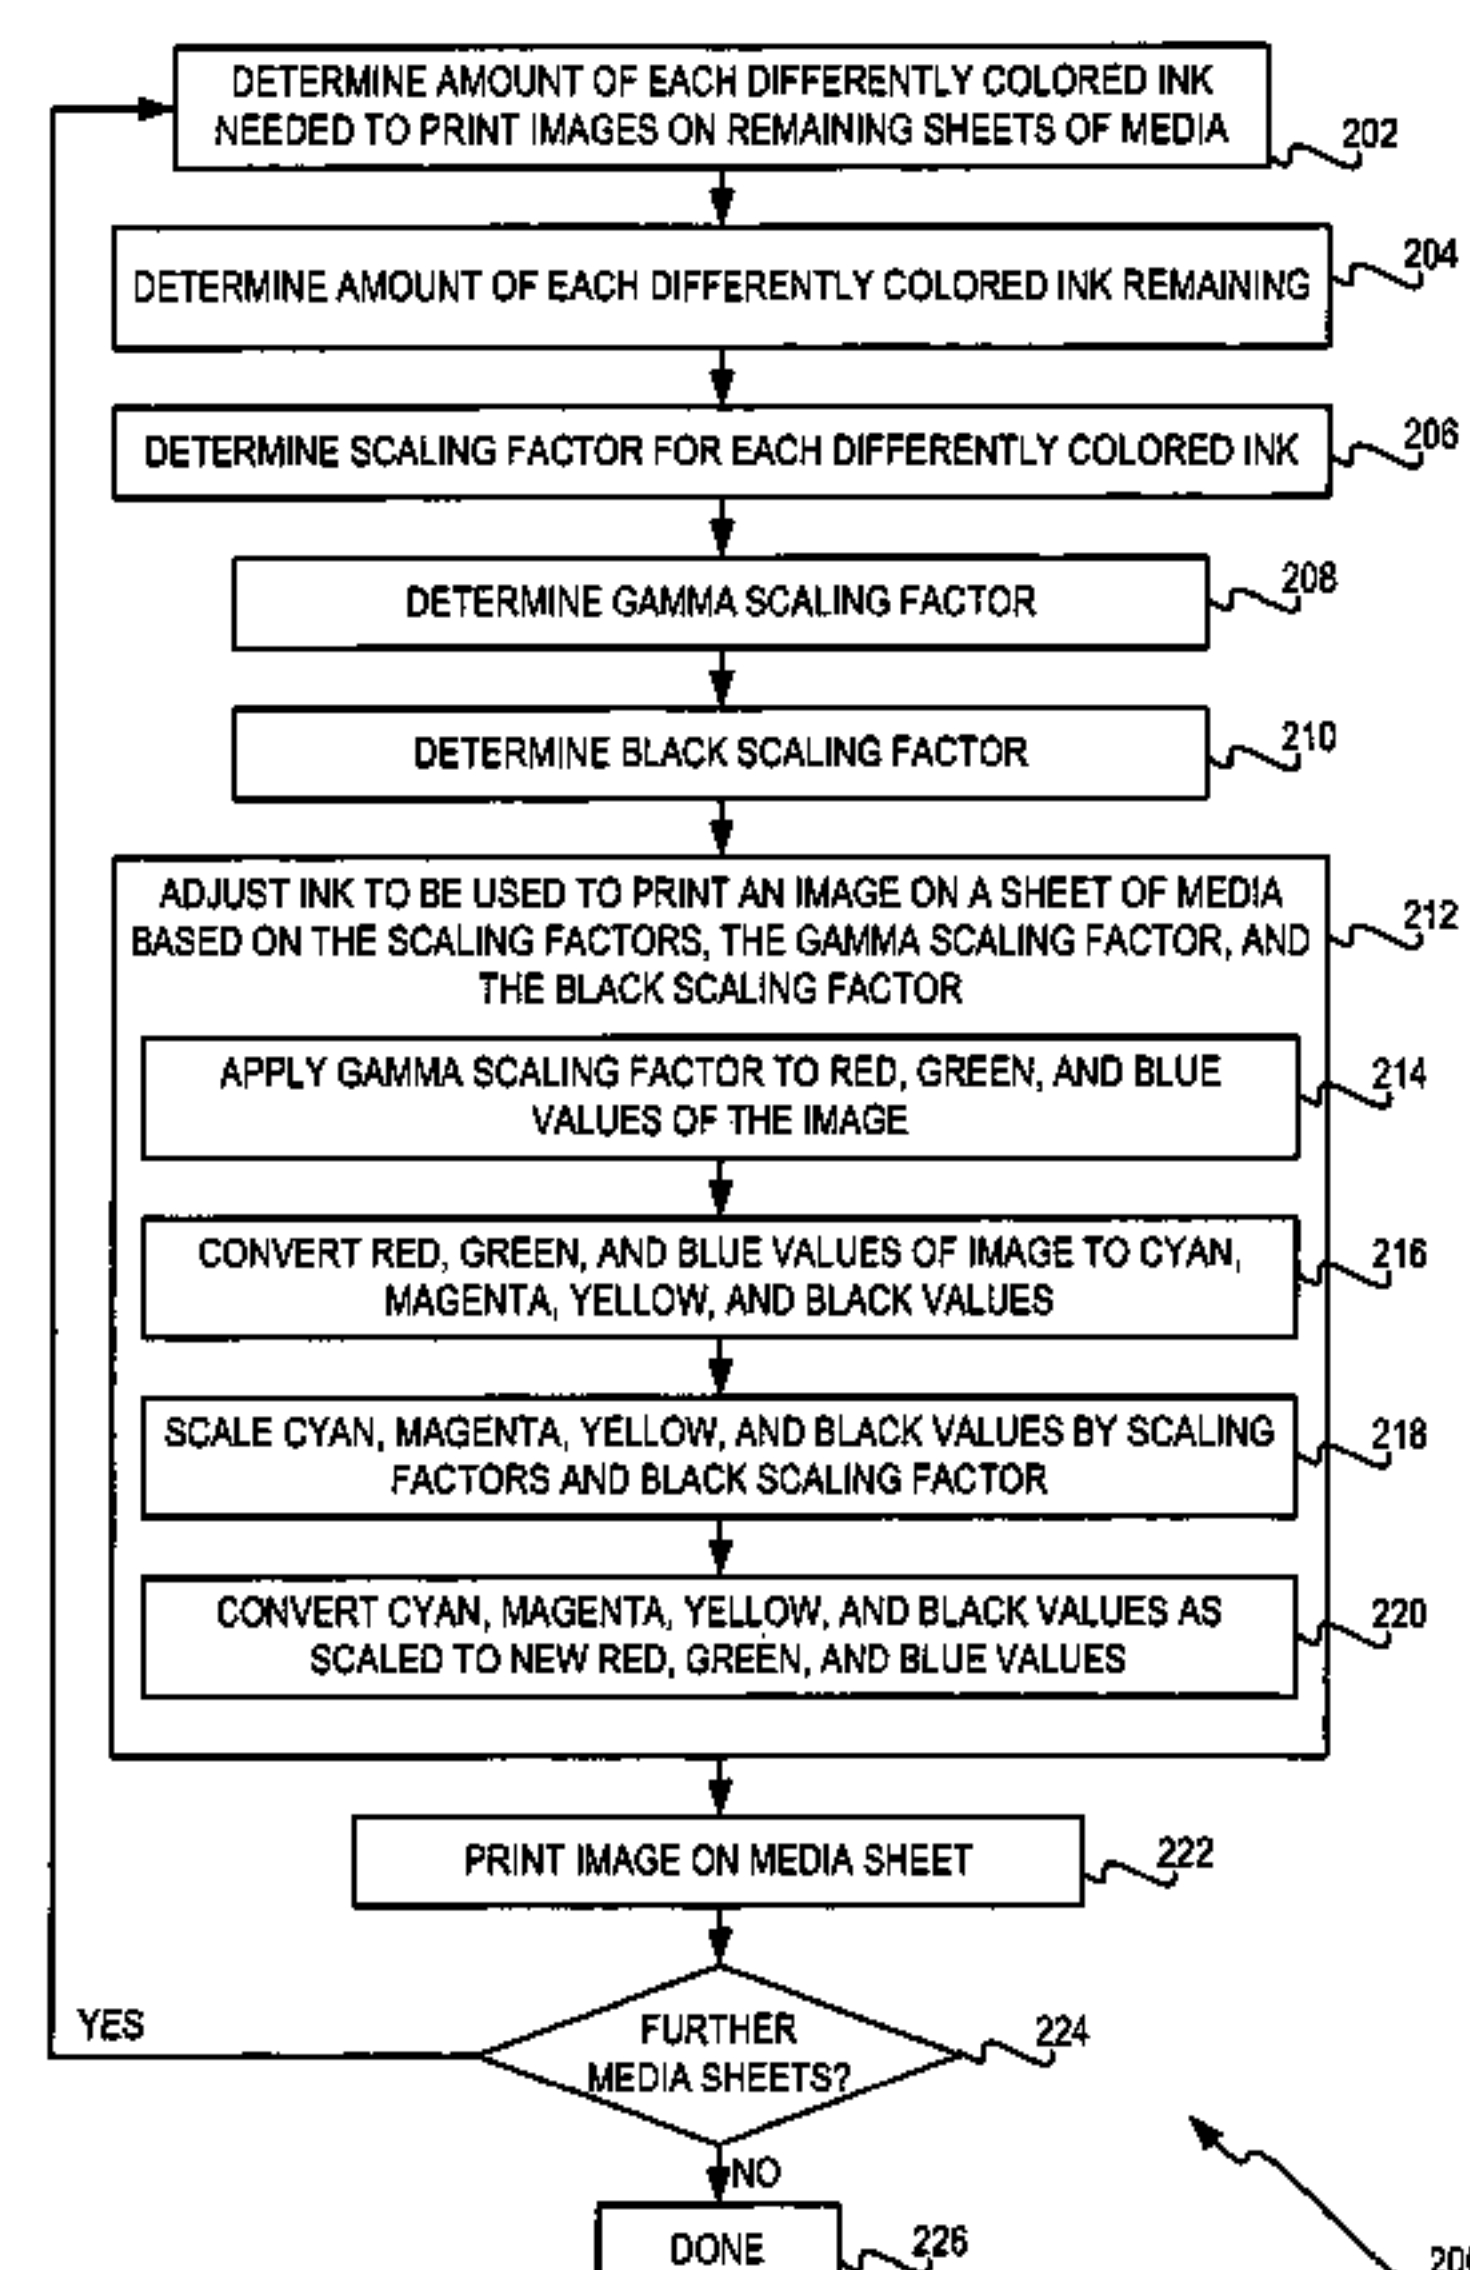 DETERMINE AMOUNT OF EACH DIFFERENTLY COLORED INK
NEEDED TO PRINT IMAGES ON REMAINING SHEETS OF MEDIA
202
DETERMINE AMOUNT OF EACH DIFFERENTLY COLORED INK REMAINING
204
DETERMINE SCALING FACTOR FOR EACH DIFFERENTLY COLORED INK
206
DETERMINE GAMMA SCALING FACTOR
208
DETERMINE BLACK SCALING FACTOR
210
ADJUST INK TO BE USED TO PRINT AN IMAGE ON A SHEET OF MEDIA
BASED ON THE SCALING FACTORS, THE GAMMA SCALING FACTOR, AND
THE BLACK SCALING FACTOR
212
APPLY GAMMA SCALING FACTOR TO RED, GREEN, AND BLUE
VALUES OF THE IMAGE
214
CONVERT RED, GREEN, AND BLUE VALUES OF IMAGE TO CYAN,
MAGENTA, YELLOW, AND BLACK VALUES
216
SCALE CYAN, MAGENTA, YELLOW, AND BLACK VALUES BY SCALING
FACTORS AND BLACK SCALING FACTOR
218
CONVERT CYAN, MAGENTA, YELLOW, AND BLACK VALUES AS
SCALED TO NEW RED, GREEN, AND BLUE VALUES
220
PRINT IMAGE ON MEDIA SHEET
222
YES
FURTHER
MEDIA SHEETS?
224
NO
DONE
226